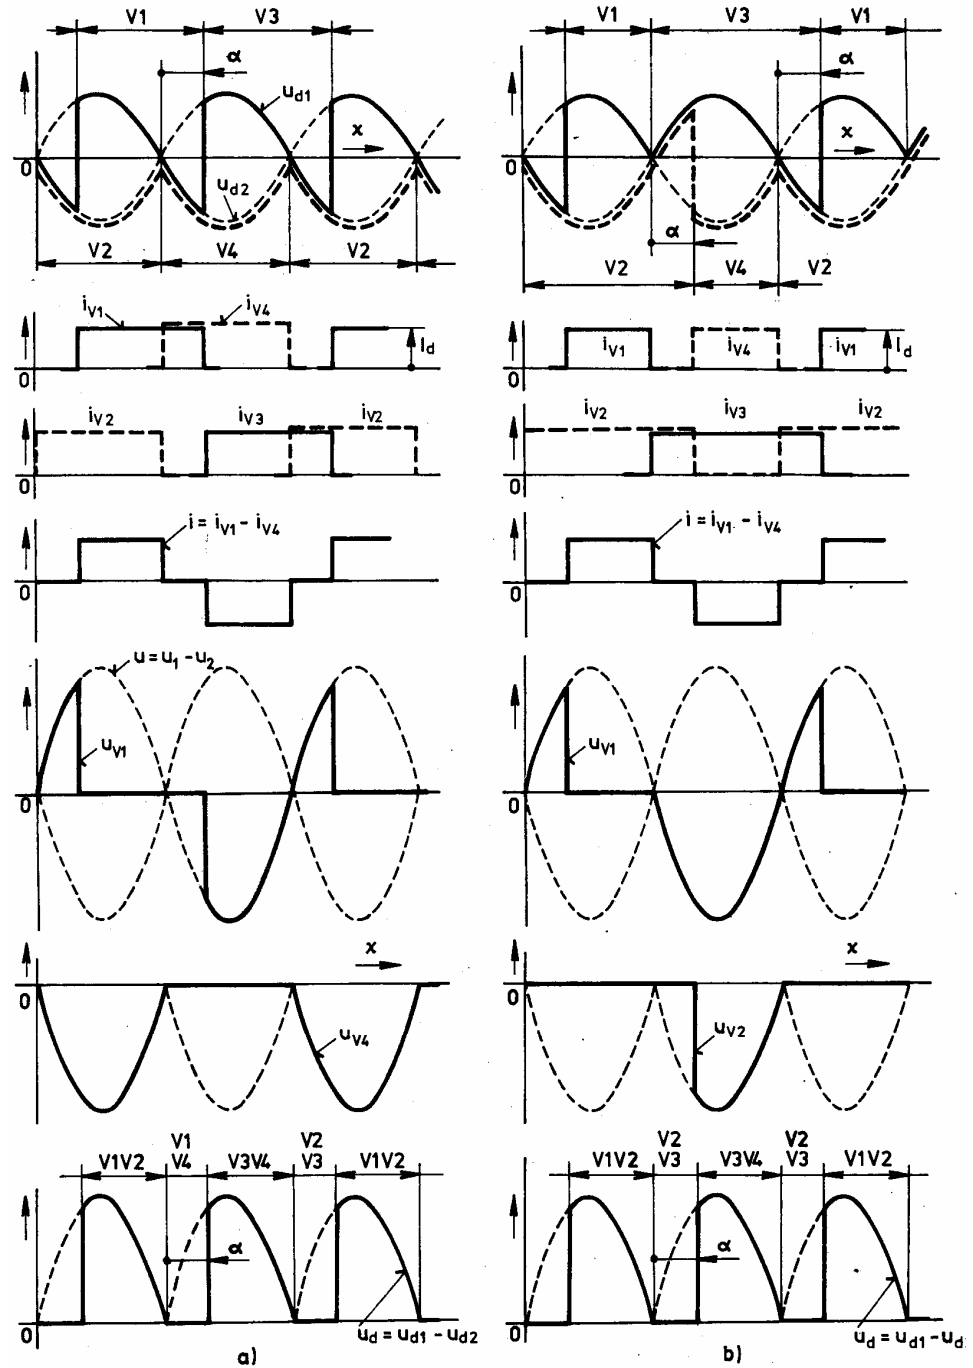 V1 V3
α
u_d1
x
0
u_d2
V2 V4 V2
i_V1 i_V4
I_d
0
i_V2 i_V3 i_V2
0
i = i_V1 - i_V4
0
u = u_1 - u_2
u_V1
0
x
0
u_V4
V1 V2
V1V2 V4 V3V4 V3 V1V2
α
0
u_d = u_d1 - u_d2
a)
V1 V3 V1
α
x
0
α
V2 V4 V2
i_V1 i_V4 i_V1 I_d
0
i_V2 i_V3 i_V2
0
i = i_V1 - i_V4
0
u_V1
0
x
0
u_V2
V2 V2
V1V2 V3 V3V4 V3 V1V2
α
0
u_d = u_d1 - u_d
b)